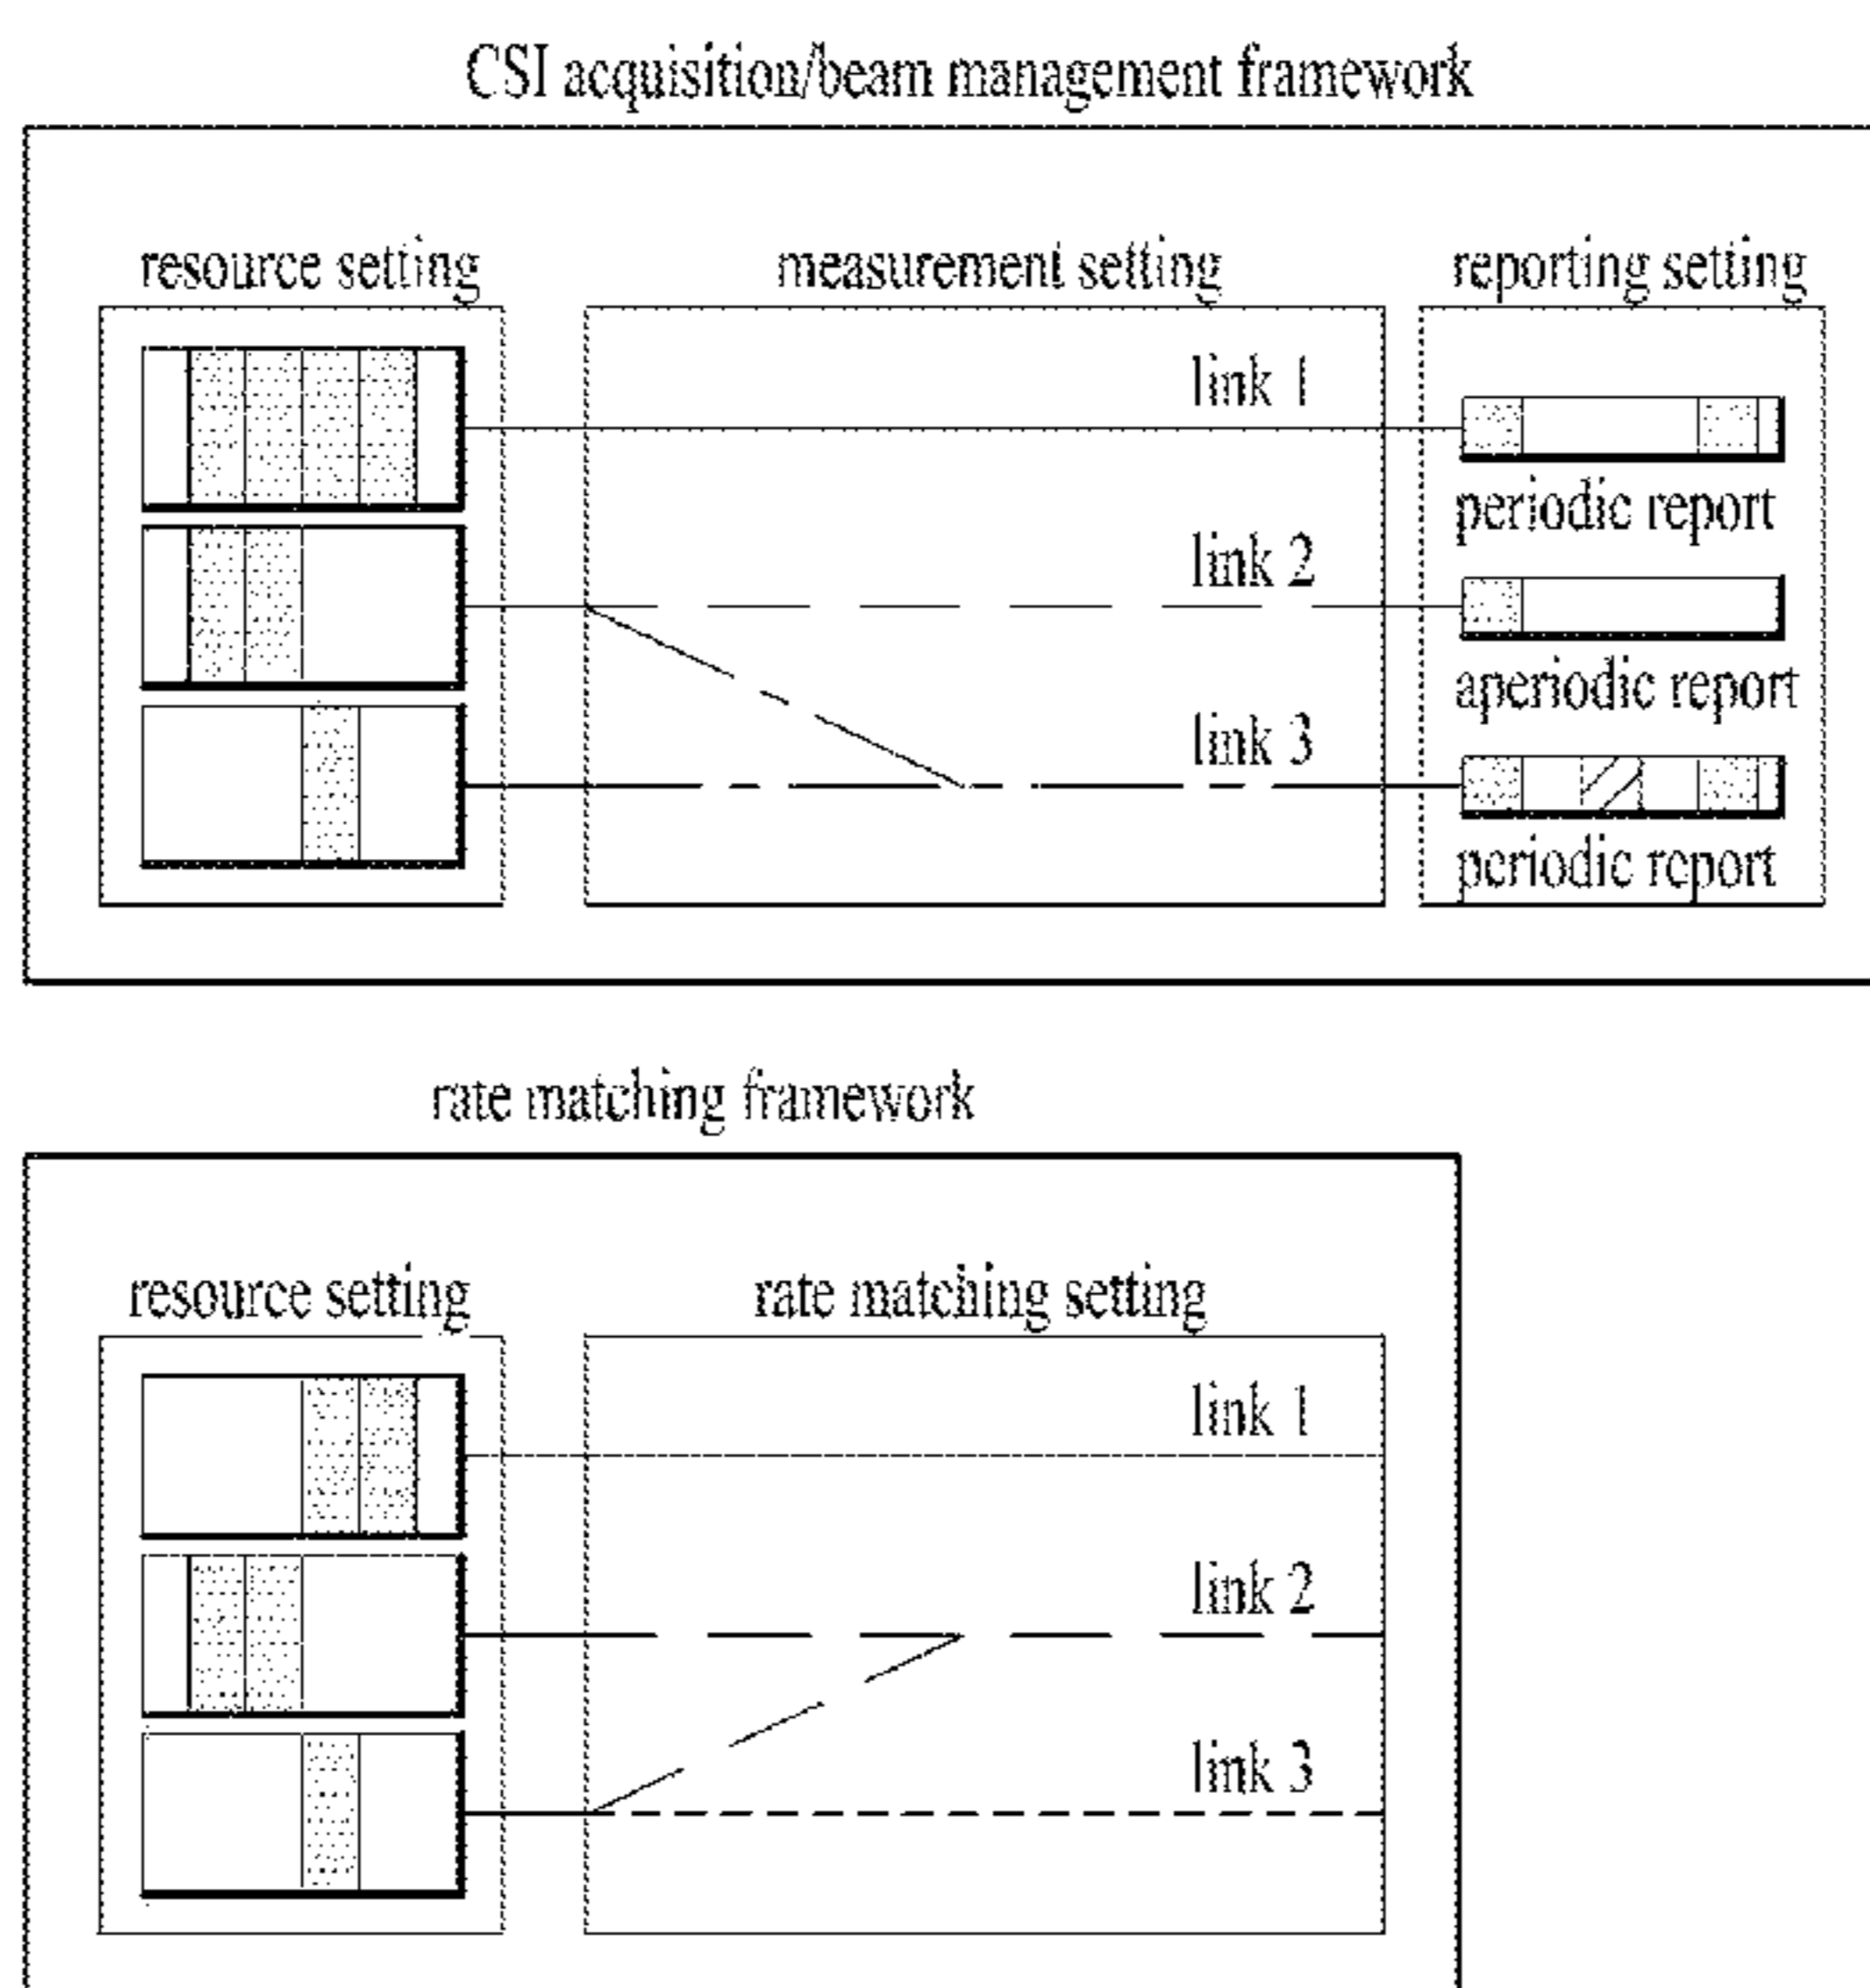 CSI acquisition/beam management framework
resource setting
measurement setting
reporting setting
link 1
periodic report
link 2
aperiodic report
link 3
periodic report
rate matching framework
resource setting
rate matching setting
link 1
link 2
link 3